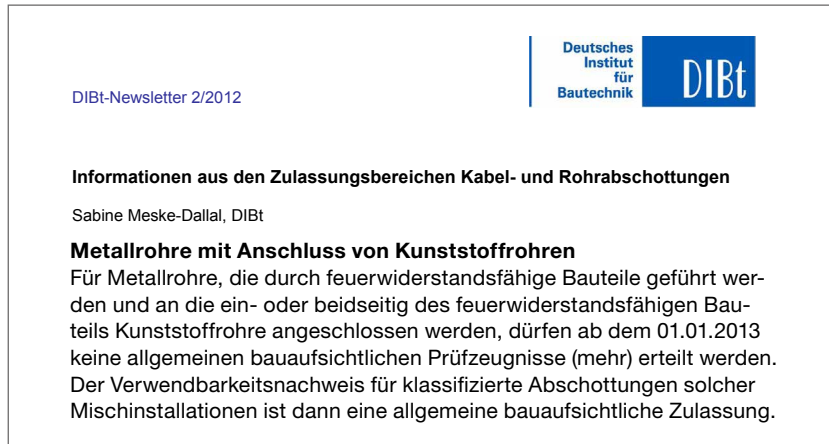 Deutsches
Institut
für
Bautechnik
DIBt
DIBt-Newsletter 2/2012
Informationen aus den Zulassungsbereichen Kabel- und Rohrabschottungen
Sabine Meske-Dallal, DIBt
Metallrohre mit Anschluss von Kunststoffrohren
Für Metallrohre, die durch feuerwiderstandsfähige Bauteile geführt wer-
den und an die ein- oder beidseitig des feuerwiderstandsfähigen Bau-
teils Kunststoffrohre angeschlossen werden, dürfen ab dem 01.01.2013
keine allgemeinen bauaufsichtlichen Prüfzeugnisse (mehr) erteilt werden.
Der Verwendbarkeitsnachweis für klassifizierte Abschottungen solcher
Mischinstallationen ist dann eine allgemeine bauaufsichtliche Zulassung.